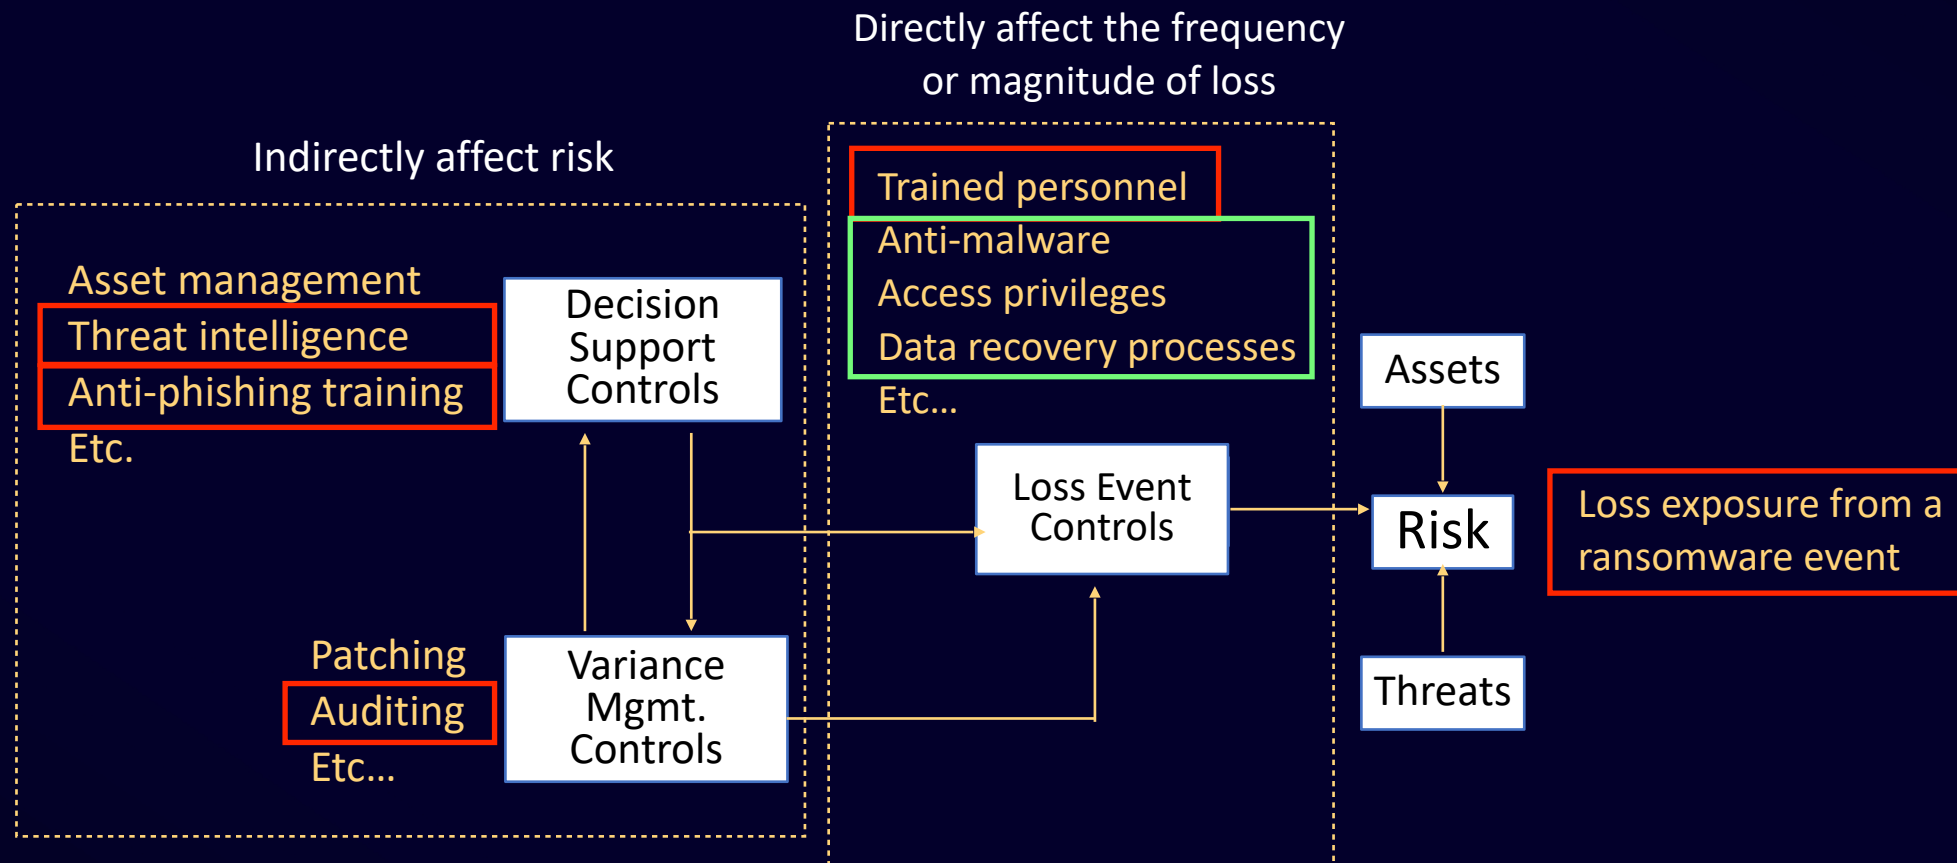 Directly affect the frequency
or magnitude of loss
Indirectly affect risk
Asset management
Threat intelligence
Anti-phishing training
Etc.
Decision
Support
Controls
Patching
Auditing
Etc...
Variance
Mgmt.
Controls
Trained personnel
Anti-malware
Access privileges
Data recovery processes
Etc...
Loss Event
Controls
Assets
Risk
Threats
Loss exposure from a
ransomware event